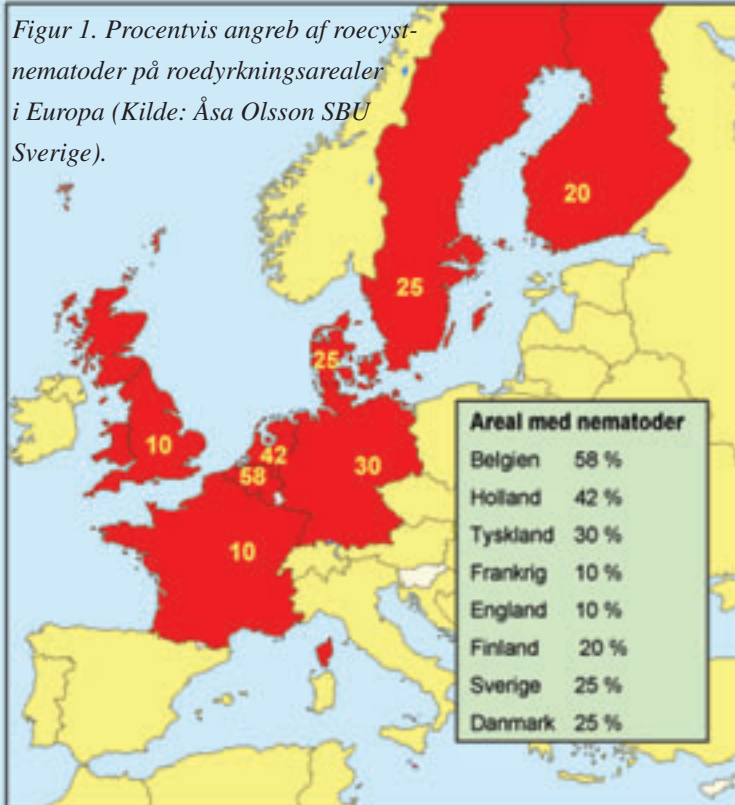 Figur 1. Procentvis angreb af roecyst-
nematoder på roedyrkningsarealer
i Europa (Kilde: Åsa Olsson SBU
Sverige).
20
25
25
10
42
58
30
10
Areal med nematoder
Belgien 58 %
Holland 42 %
Tyskland 30 %
Frankrig 10 %
England 10 %
Finland 20 %
Sverige 25 %
Danmark 25 %